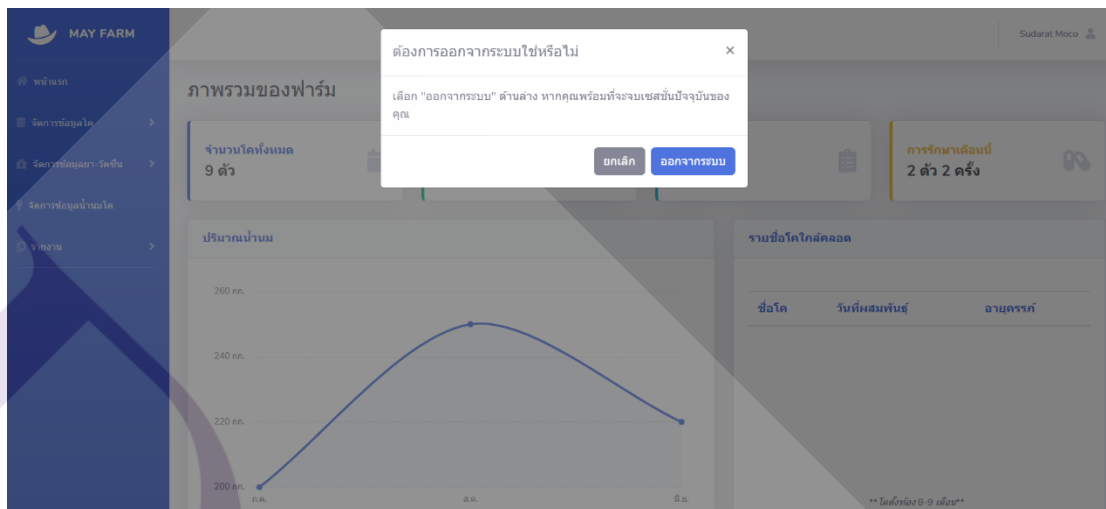 MAY FARM
Sudarat Moco
ต้องการออกจากระบบใช่หรือไม่
×
เลือก "ออกจากระบบ" ด้านล่าง หากคุณพร้อมที่จะจบเซสชั่นปัจจุบันของ
คุณ
ยกเลิก
ออกจากระบบ
หน้าแรก
จัดการข้อมูลโค
จัดการข้อมูลยา-วัคซีน
จัดการข้อมูลน้ำนมโค
รายงาน
ภาพรวมของฟาร์ม
จำนวนโคทั้งหมด
9 ตัว
การรักษาเดือนนี้
2 ตัว 2 ครั้ง
ปริมาณน้ำนม
260 กก.
240 กก.
220 กก.
200 กก.
ก.ค.
ส.ค.
มิ.ย.
รายชื่อโคใกล้คลอด
ชื่อโค วันที่ผสมพันธุ์ อายุครรภ์
**โคตั้งท้อง 8-9 เดือน**